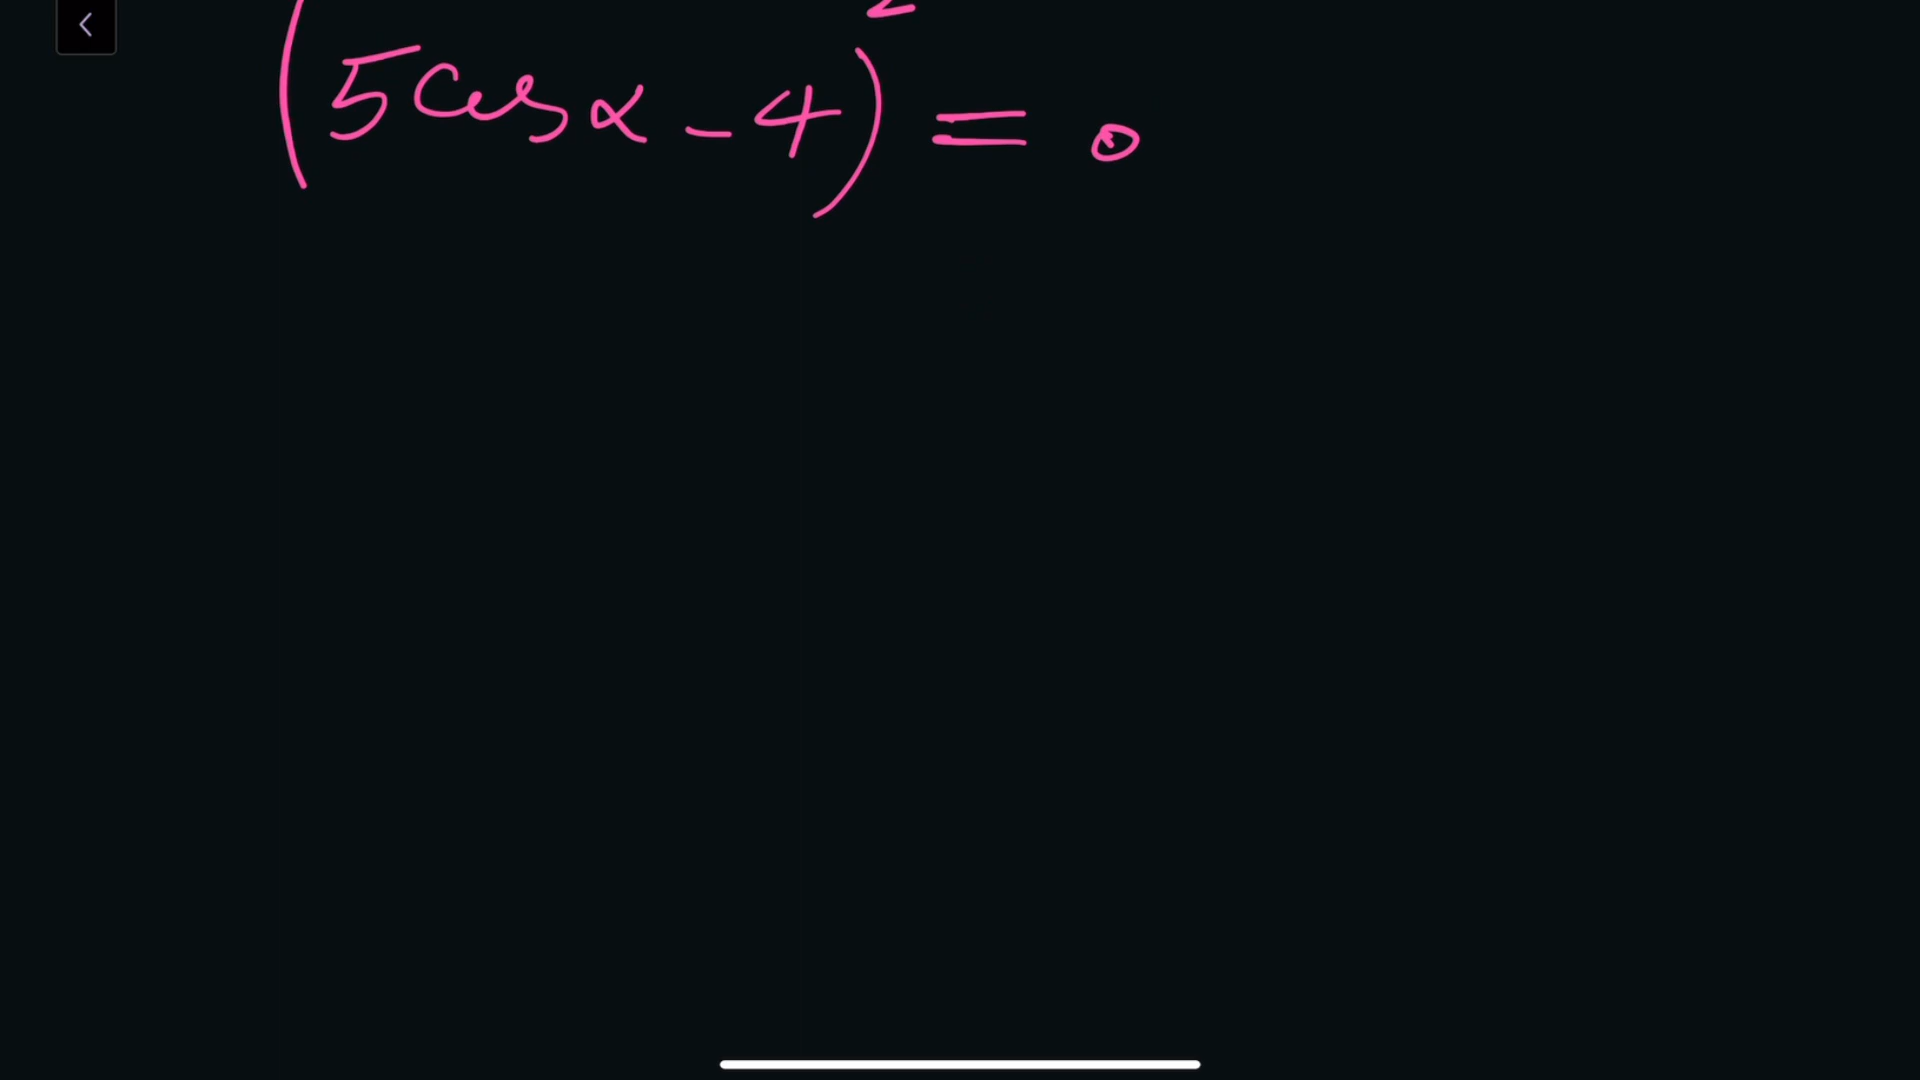 (5cosα - 4)² = 0